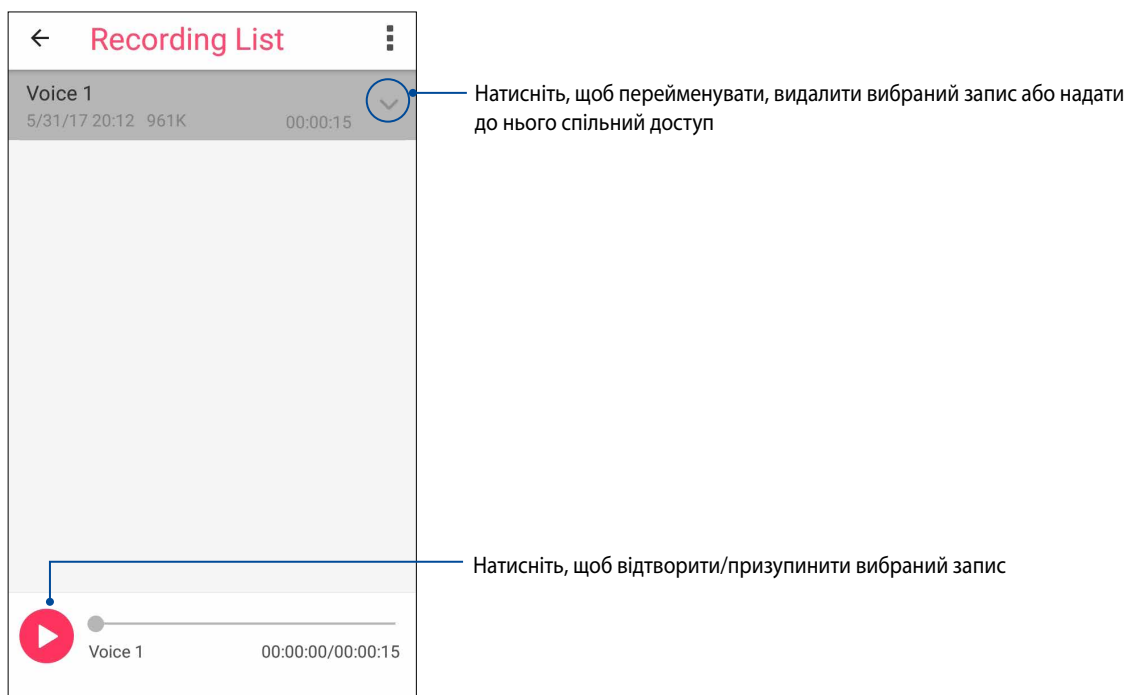 Recording List
Voice 1
5/31/17 20:12 961K 00:00:15
Натисніть, щоб перейменувати, видалити вибраний запис або надати
до нього спільний доступ
Натисніть, щоб відтворити/призупинити вибраний запис
Voice 1 00:00:00/00:00:15